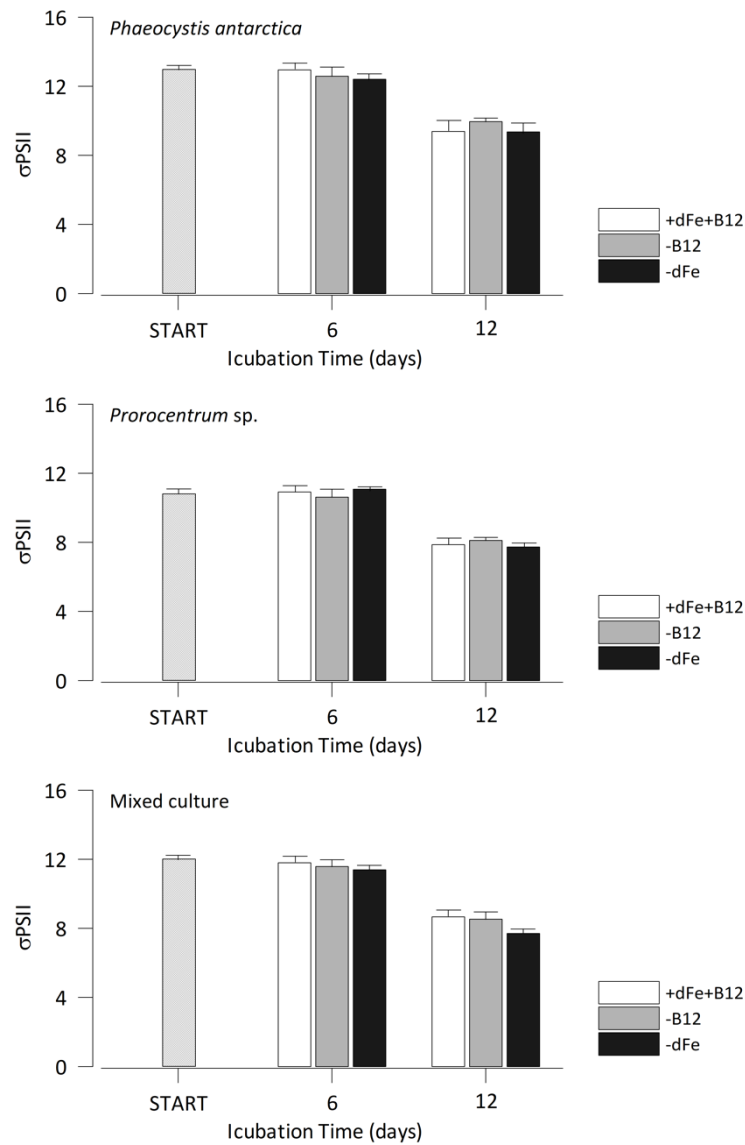 Phaeocystis antarctica
16
12
8
4
0
σPSII
START
6
12
Icubation Time (days)
+dFe+B12
-B12
-dFe
Prorocentrum sp.
16
12
8
4
0
σPSII
START
6
12
Icubation Time (days)
+dFe+B12
-B12
-dFe
Mixed culture
16
12
8
4
0
σPSII
START
6
12
Icubation Time (days)
+dFe+B12
-B12
-dFe